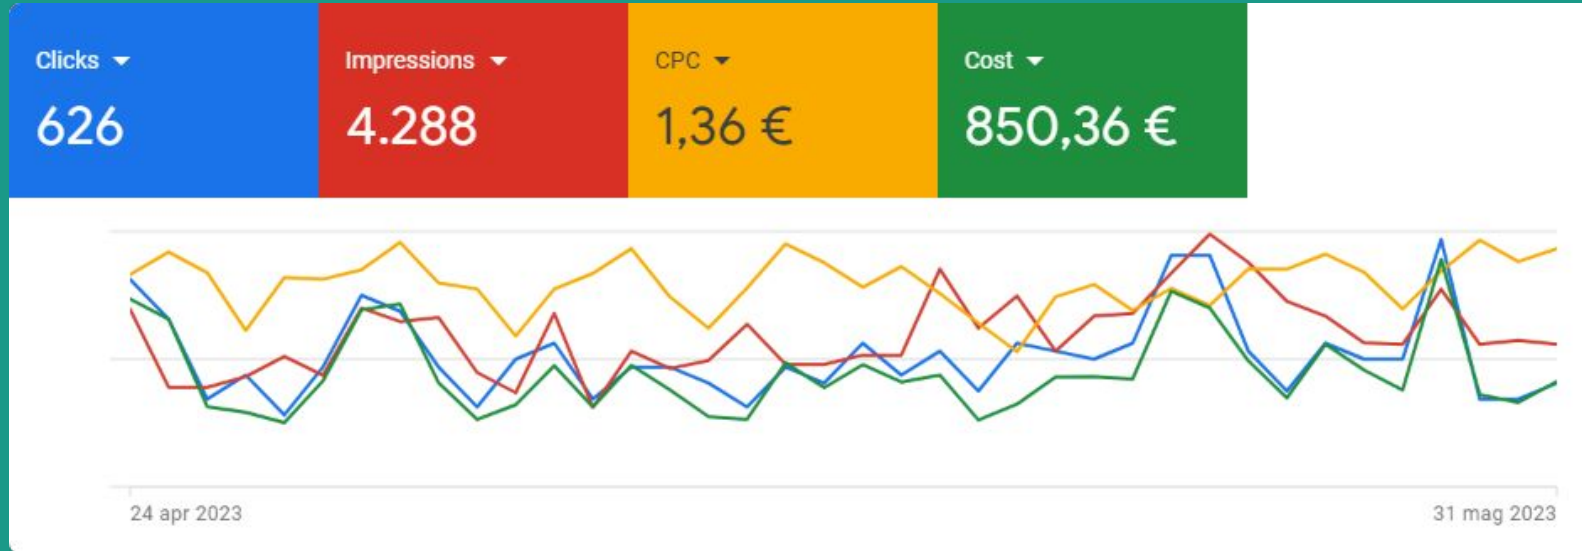 Clicks
626
Impressions
4.288
CPC
1,36 €
Cost
850,36 €
24 apr 2023
31 mag 2023